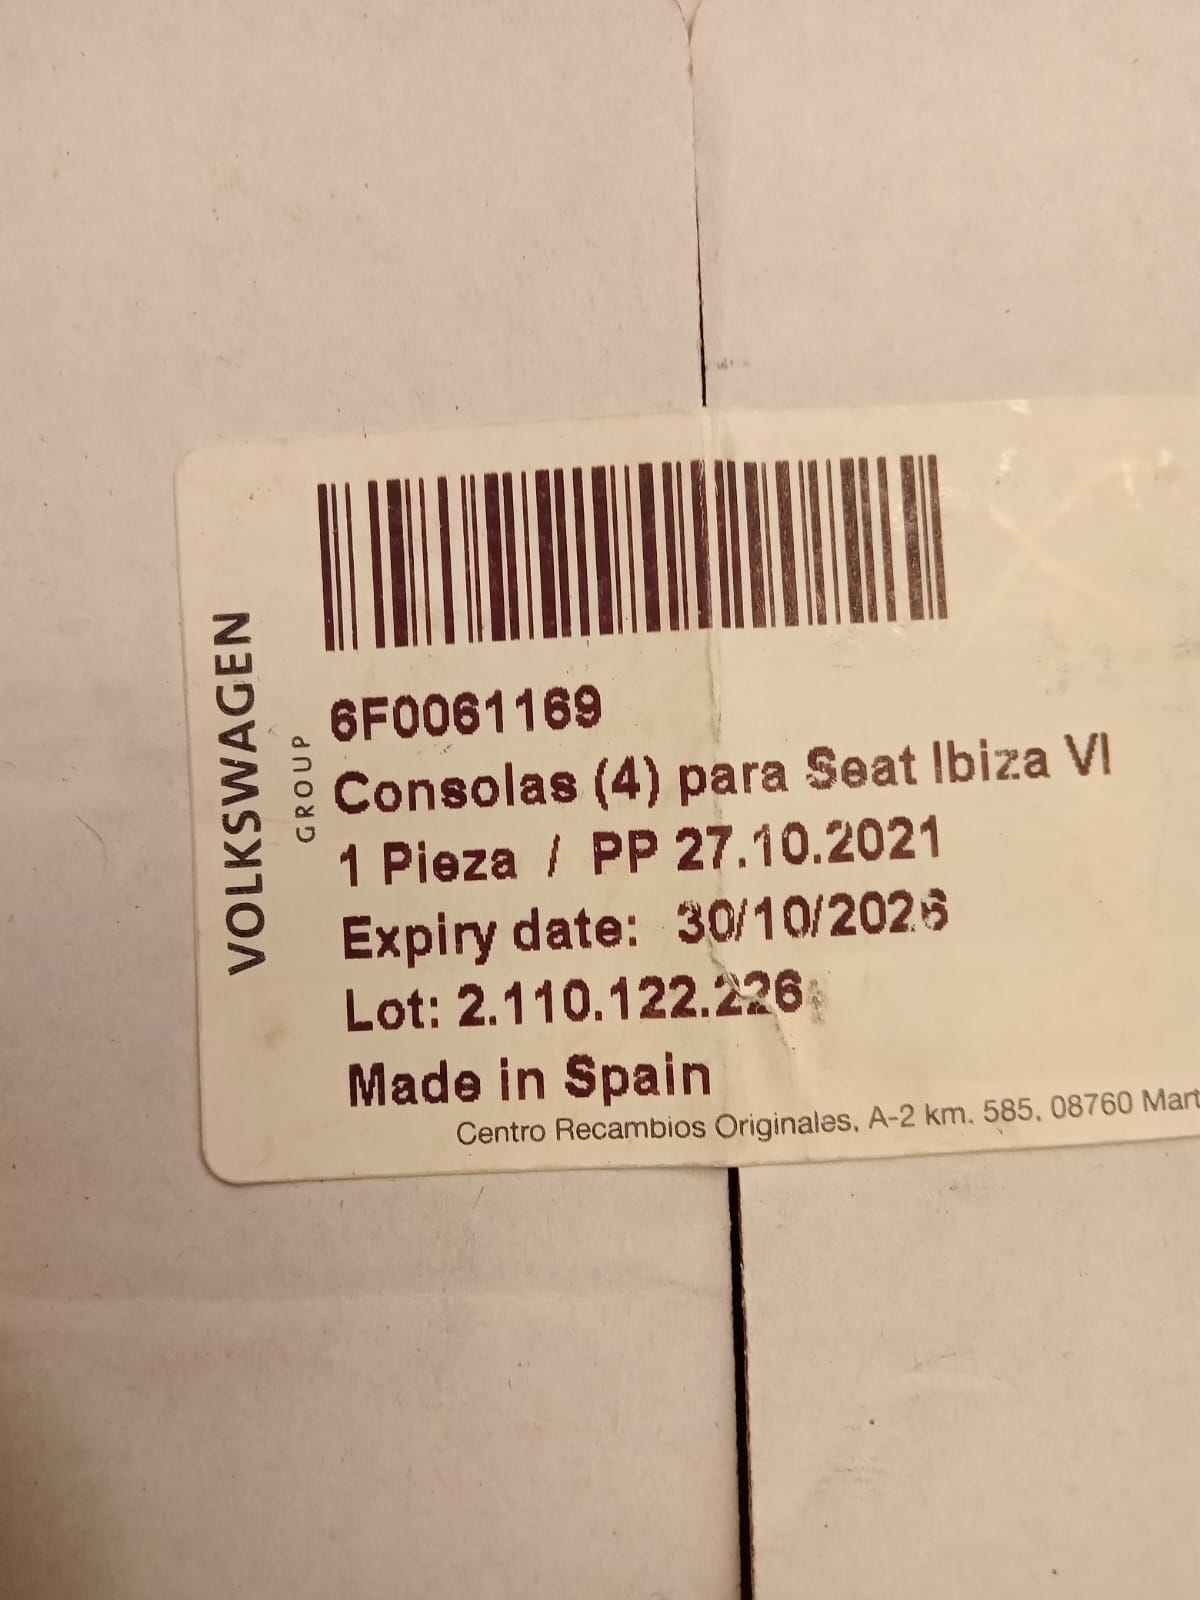 VOLKSWAGEN
GROUP
6F0061169
Consolas (4) para Seat Ibiza VI
1 Pieza / PP 27.10.2021
Expiry date: 30/10/2026
Lot: 2.110.122.226
Made in Spain
Centro Recambios Originales, A-2 km. 585, 08760 Mart